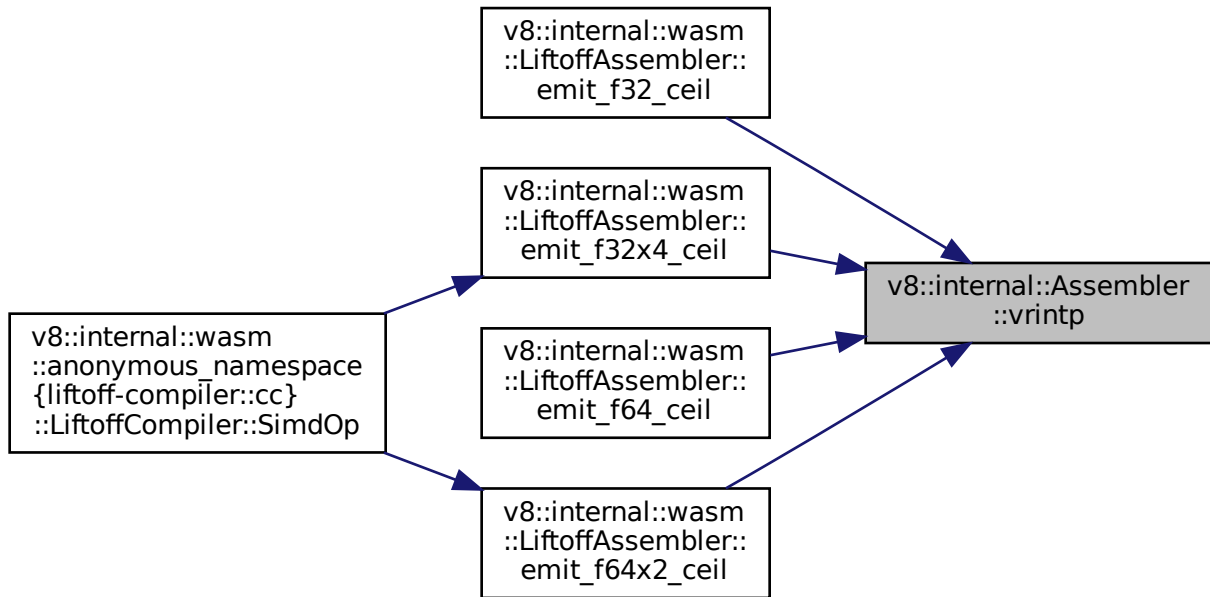 v8::internal::wasm
::LiftoffAssembler::
emit_f32_ceil
v8::internal::wasm
::LiftoffAssembler::
emit_f32x4_ceil
v8::internal::Assembler
::vrintp
v8::internal::wasm
::anonymous_namespace
{liftoff-compiler::cc}
::LiftoffCompiler::SimdOp
v8::internal::wasm
::LiftoffAssembler::
emit_f64_ceil
v8::internal::wasm
::LiftoffAssembler::
emit_f64x2_ceil